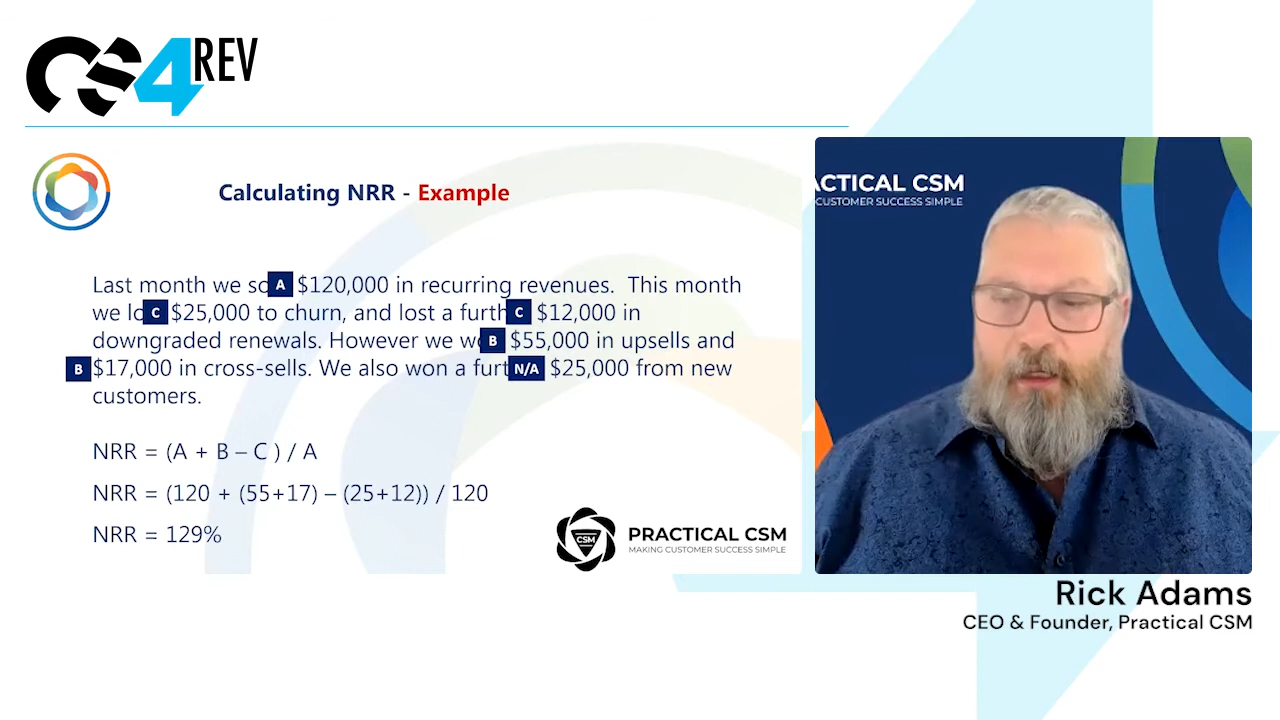 CS4REV
Calculating NRR - Example
Last month we so A $120,000 in recurring revenues. This month
we lo C $25,000 to churn, and lost a furth C $12,000 in
downgraded renewals. However we wo B $55,000 in upsells and
B $17,000 in cross-sells. We also won a furt N/A $25,000 from new
customers.
NRR = (A + B – C ) / A
NRR = (120 + (55+17) – (25+12)) / 120
NRR = 129%
CSM
PRACTICAL CSM
MAKING CUSTOMER SUCCESS SIMPLE
ACTICAL CSM
CUSTOMER SUCCESS SIMPLE
Rick Adams
CEO & Founder, Practical CSM